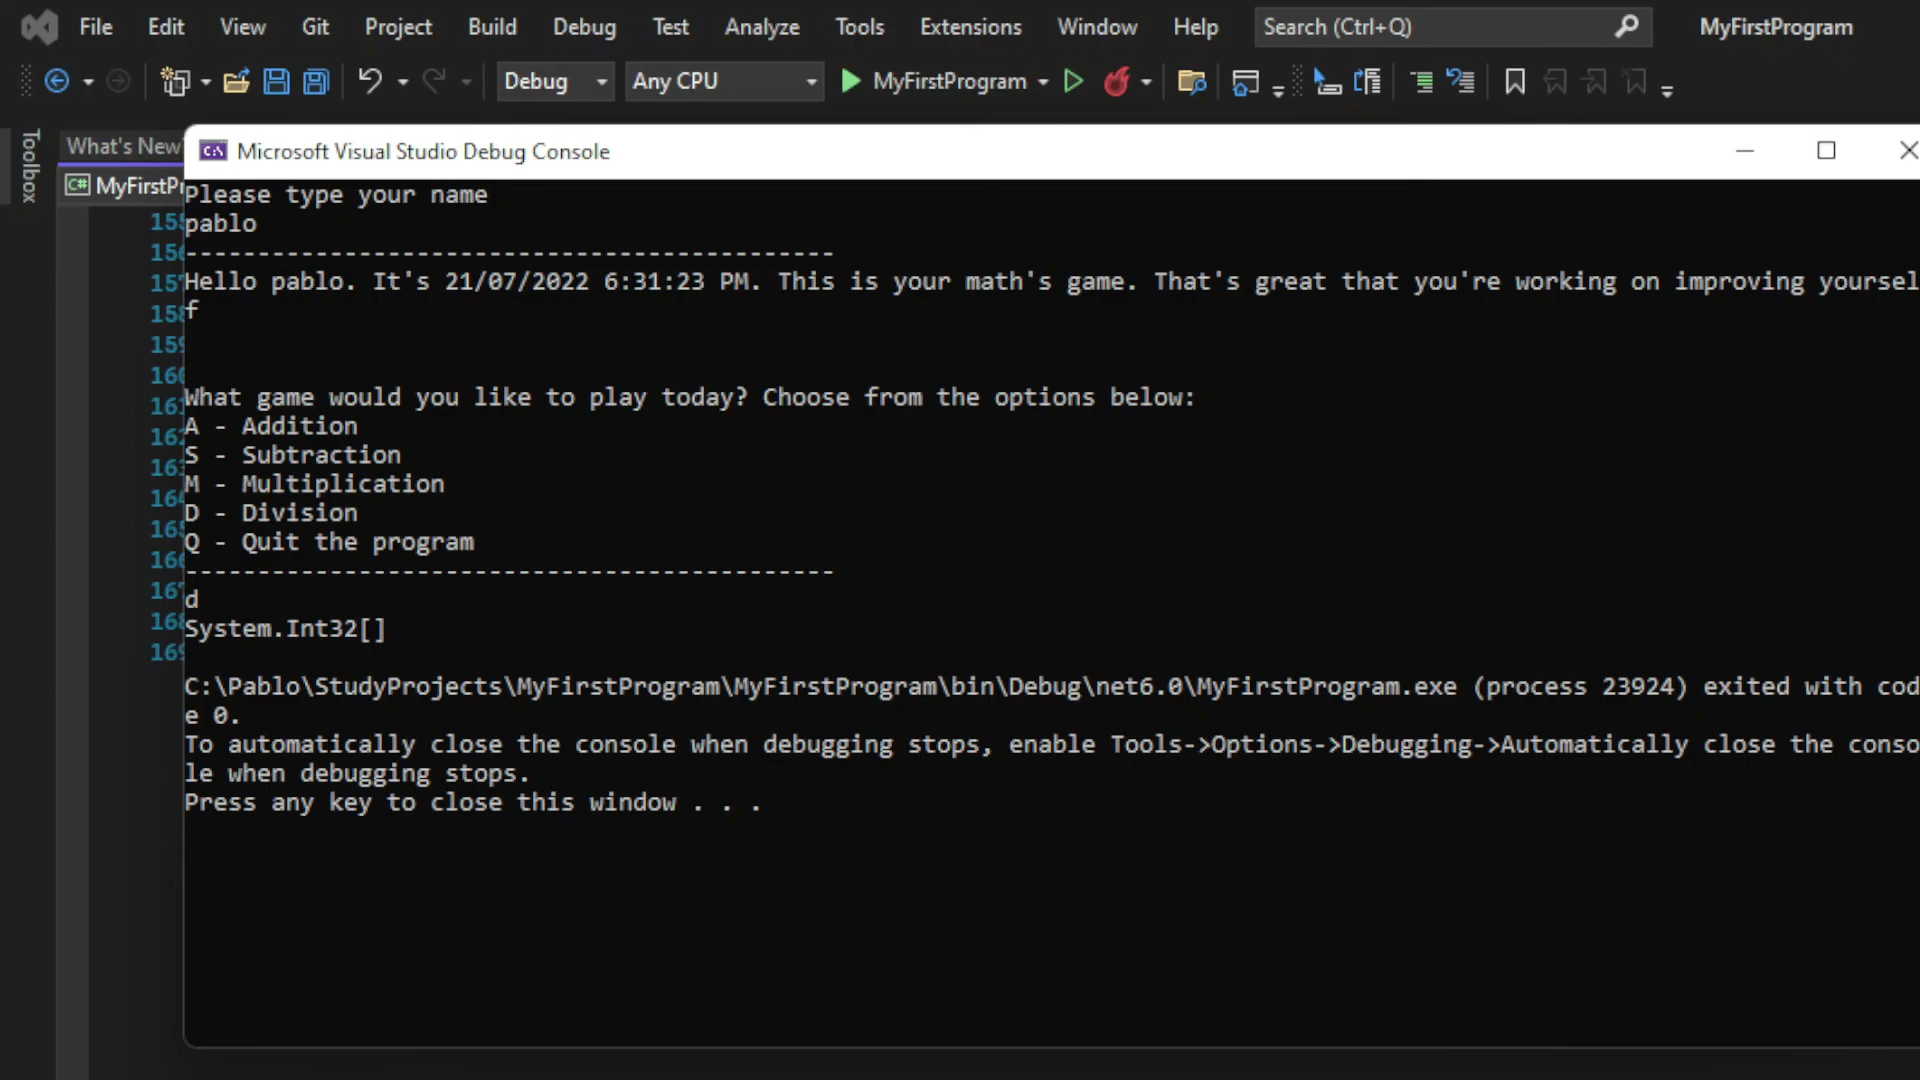 File Edit View Git Project Build Debug Test Analyze Tools Extensions Window Help Search (Ctrl+Q) MyFirstProgram
Debug Any CPU MyFirstProgram
Toolbox
What's New
C:\ Microsoft Visual Studio Debug Console
C# MyFirstPr
Please type your name
pablo
---------------------------------------------
Hello pablo. It's 21/07/2022 6:31:23 PM. This is your math's game. That's great that you're working on improving yoursel
f
What game would you like to play today? Choose from the options below:
A - Addition
S - Subtraction
M - Multiplication
D - Division
Q - Quit the program
---------------------------------------------
d
System.Int32[]
C:\Pablo\StudyProjects\MyFirstProgram\MyFirstProgram\bin\Debug\net6.0\MyFirstProgram.exe (process 23924) exited with cod
e 0.
To automatically close the console when debugging stops, enable Tools->Options->Debugging->Automatically close the conso
le when debugging stops.
Press any key to close this window . . .